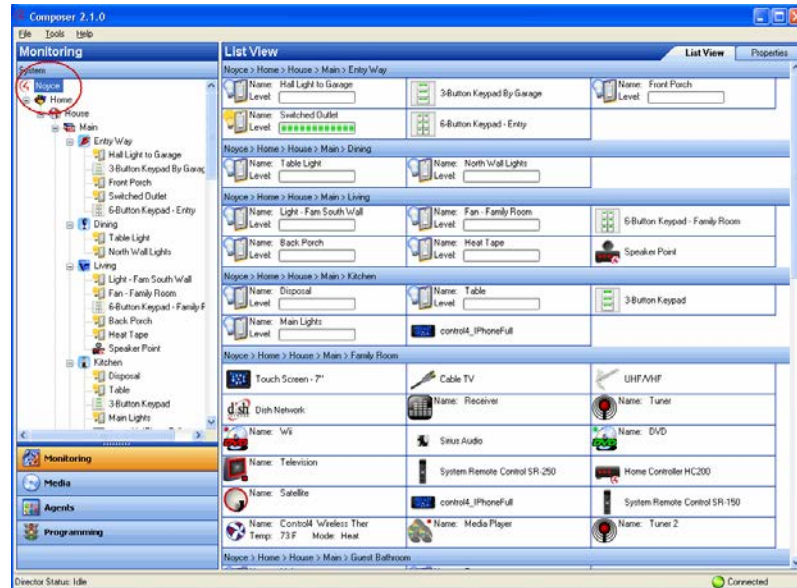 Composer 2.1.0
File Tools Help
Monitoring
System
Noyce
Home
House
Main
Entry Way
Hall Light to Garage
3-Button Keypad By Garag
Front Porch
Switched Outlet
6-Button Keypad - Entry
Dining
Table Light
North Wall Lights
Living
Light - Fam South Wall
Fan - Family Room
6-Button Keypad - Family F
Back Porch
Heat Tape
Speaker Point
Kitchen
Disposal
Table
3-Button Keypad
Main Lights
Monitoring
Media
Agents
Programming
List View
List View Properties
Noyce > Home > House > Main > Entry Way
Name: Hall Light to Garage
Level:
3-Button Keypad By Garage
Name: Front Porch
Level:
Name: Switched Outlet
Level:
6-Button Keypad - Entry
Noyce > Home > House > Main > Dining
Name: Table Light
Level:
Name: North Wall Lights
Level:
Noyce > Home > House > Main > Living
Name: Light - Fam South Wall
Level:
Name: Fan - Family Room
Level:
6-Button Keypad - Family Room
Name: Back Porch
Level:
Name: Heat Tape
Level:
Speaker Point
Noyce > Home > House > Main > Kitchen
Name: Disposal
Level:
Name: Table
Level:
3-Button Keypad
Name: Main Lights
Level:
control4_IPhoneFull
Noyce > Home > House > Main > Family Room
Touch Screen - 7"
Cable TV
UHF/VHF
dish
Dish Network
Name: Receiver
Name: Tuner
Name: Wii
Sirius Audio
Name: DVD
Name: Television
System Remote Control SR-250
Home Controller HC200
Name: Satellite
control4_IPhoneFull
System Remote Control SR-150
Name: Control4 Wireless Ther
Temp: 73 F Mode: Heat
Name: Media Player
Name: Tuner 2
Noyce > Home > House > Main > Guest Bathroom
Director Status: Idle
Connected